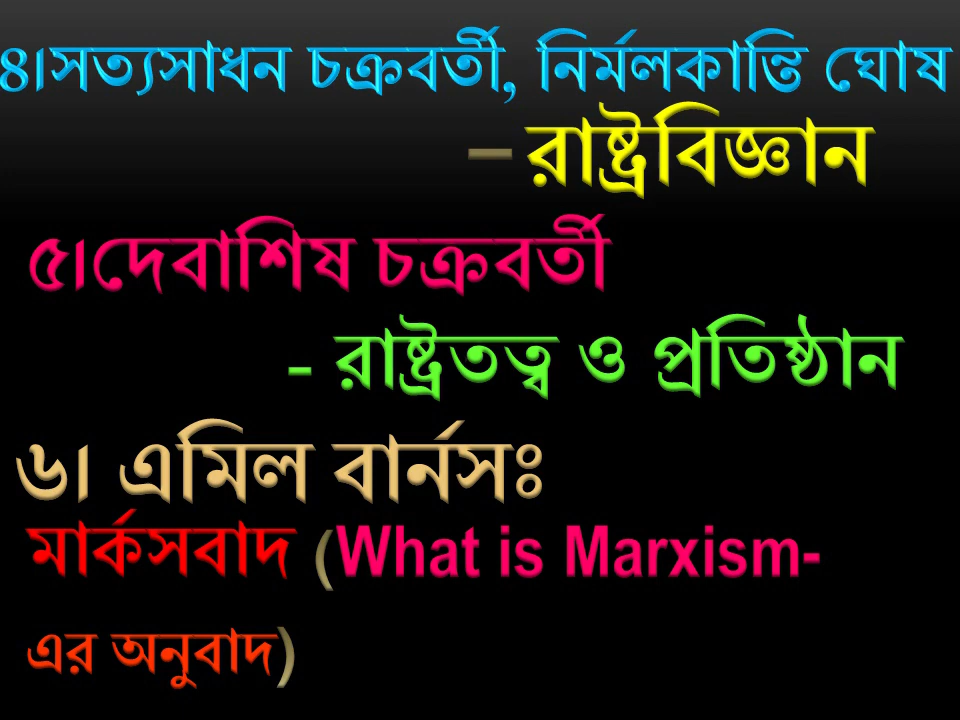 ৪।সত্যসাধন চক্রবর্তী, নির্মলকান্তি ঘোষ
– রাষ্ট্রবিজ্ঞান
৫।দেবাশিষ চক্রবর্তী
- রাষ্ট্রতত্ব ও প্রতিষ্ঠান
৬। এমিল বার্নসঃ
মার্কসবাদ (What is Marxism-
এর অনুবাদ)